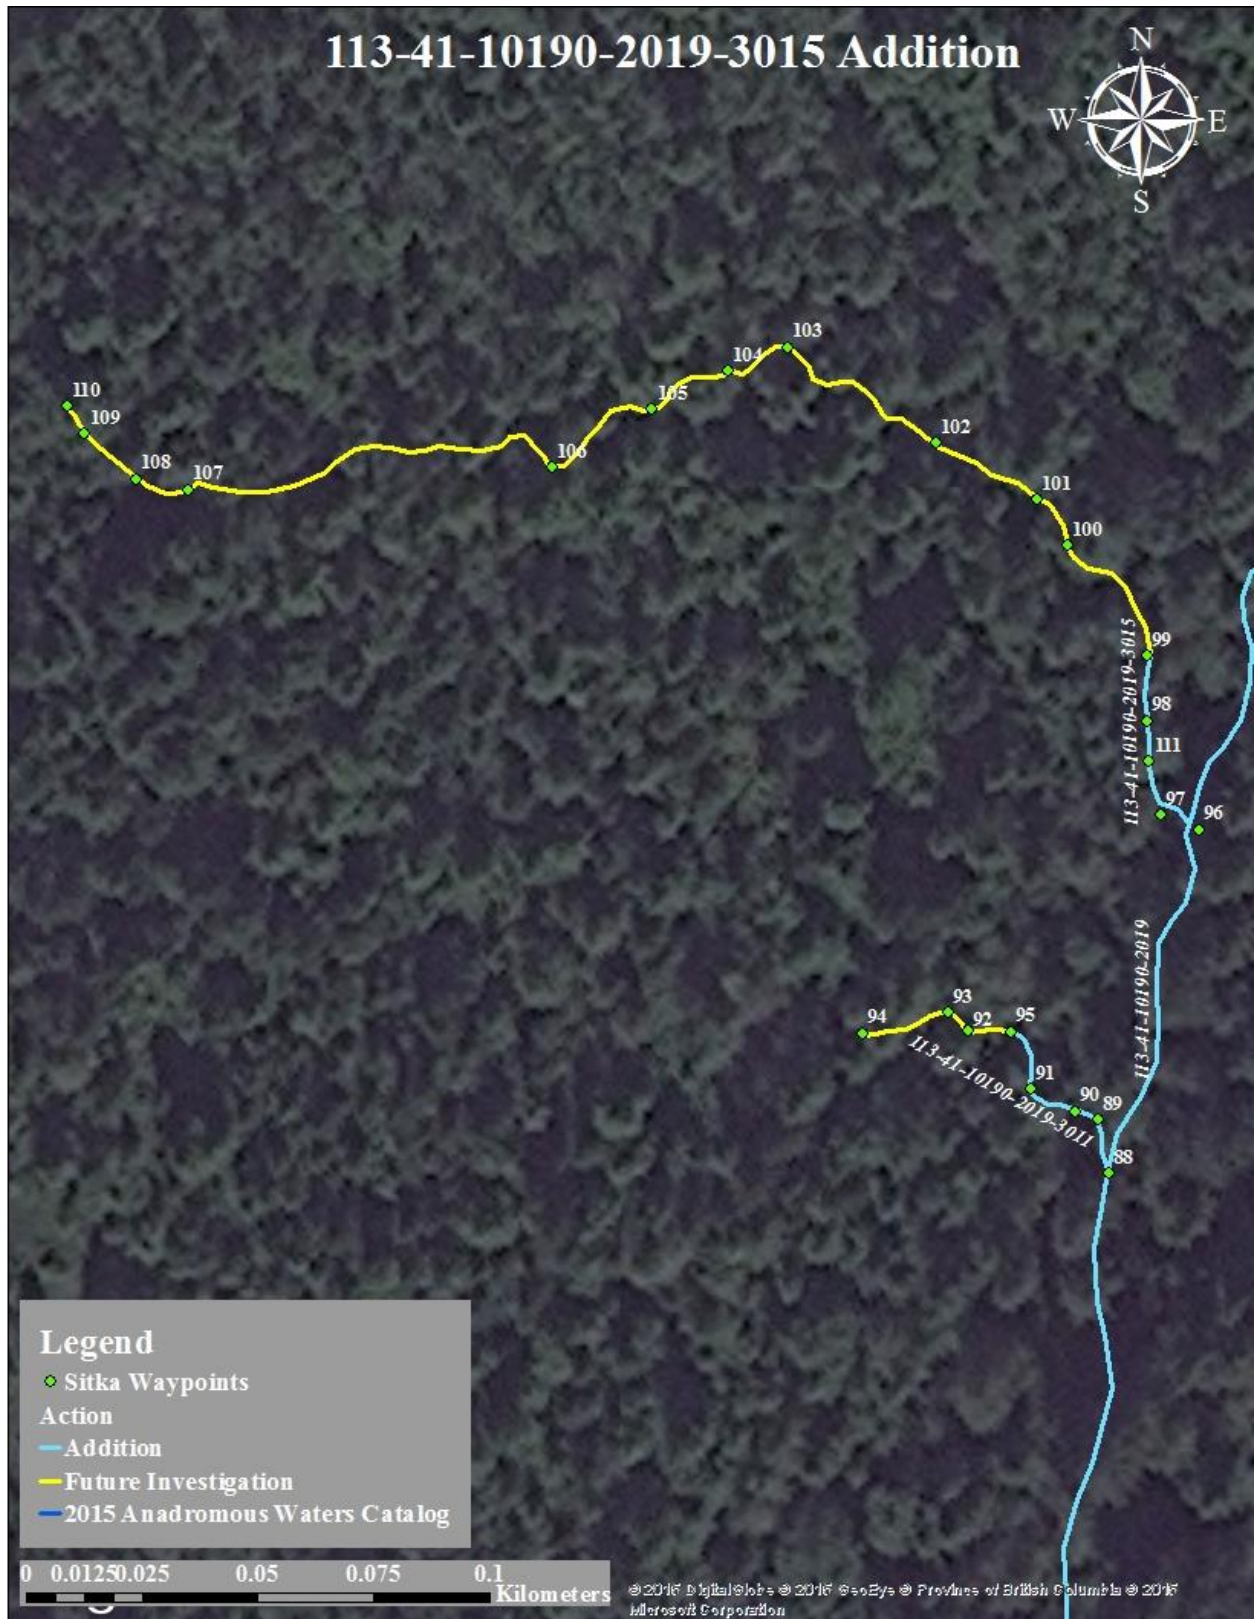 113-41-10190-2019-3015 Addition
N
W
E
S
103
104
110
105
109
102
106
108
107
101
100
99
113-41-10190-2019-3015
98
111
97
96
113-41-10190-2019
93
94
92
95
113-41-10190-2019-3011
91
90
89
88
Legend
Sitka Waypoints
Action
Addition
Future Investigation
2015 Anadromous Waters Catalog
0 0.0125 0.025 0.05 0.075 0.1
Kilometers
Province of British Columbia
Microsoft Corporation